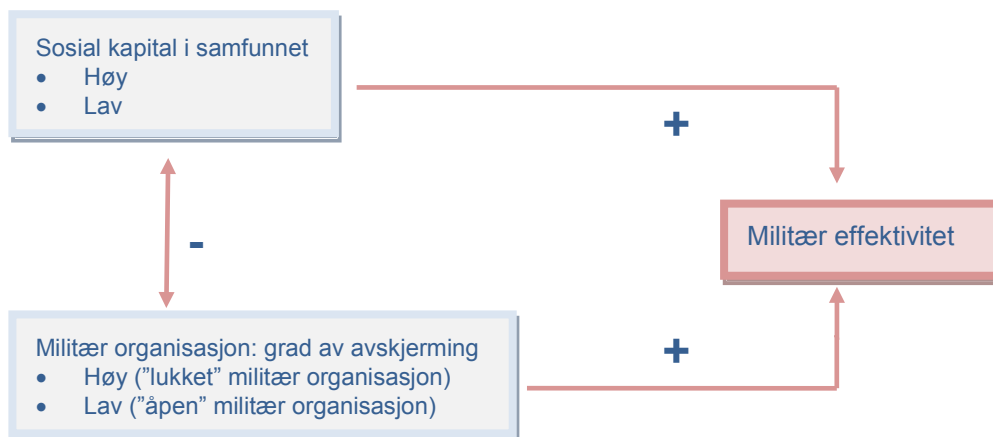 Sosial kapital i samfunnet
• Høy
• Lav
+
Militær effektivitet
-
Militær organisasjon: grad av avskjerming
• Høy (”lukket” militær organisasjon)
• Lav (”åpen” militær organisasjon)
+